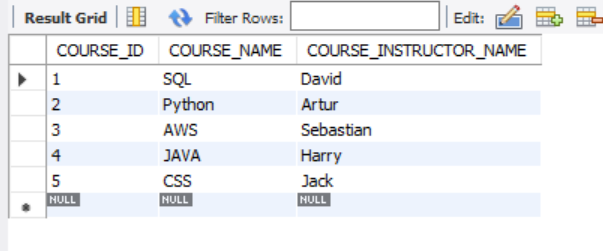 Result Grid Filter Rows: Edit:
COURSE_ID COURSE_NAME COURSE_INSTRUCTOR_NAME
1 SQL David
2 Python Artur
3 AWS Sebastian
4 JAVA Harry
5 CSS Jack
NULL NULL NULL